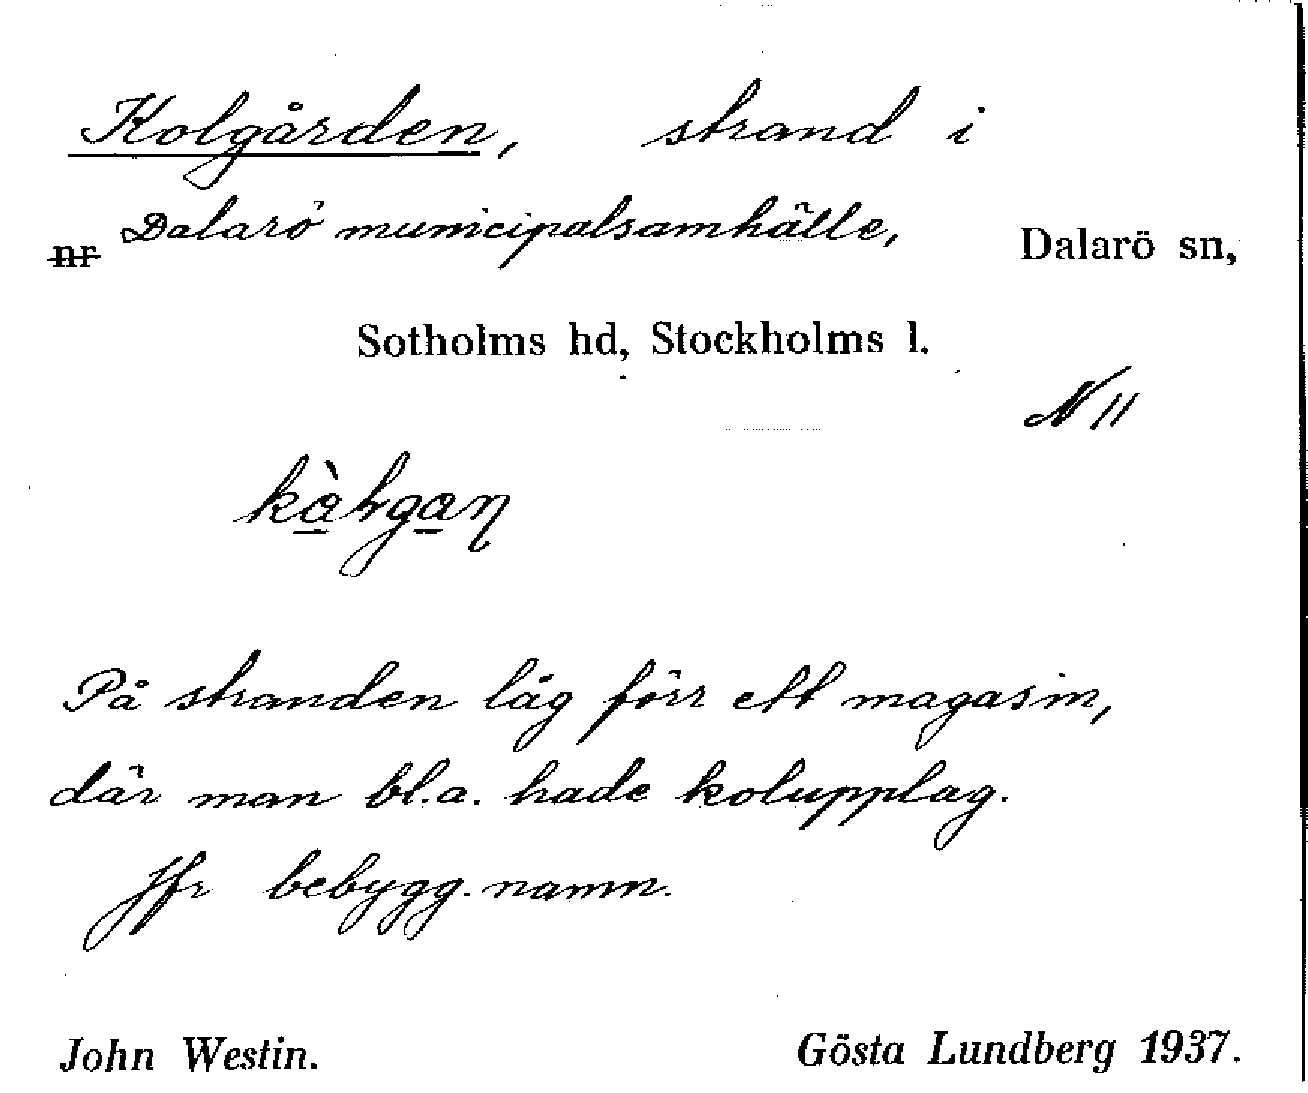 Kolgården, strand i
nr Dalarö municipalsamhälle, Dalarö sn,
Sotholms hd, Stockholms l.
N 11
På stranden låg förr ett magasin,
där man bl.a. hade kolupplag.
Jfr bebygg.namn.
John Westin. Gösta Lundberg 1937.